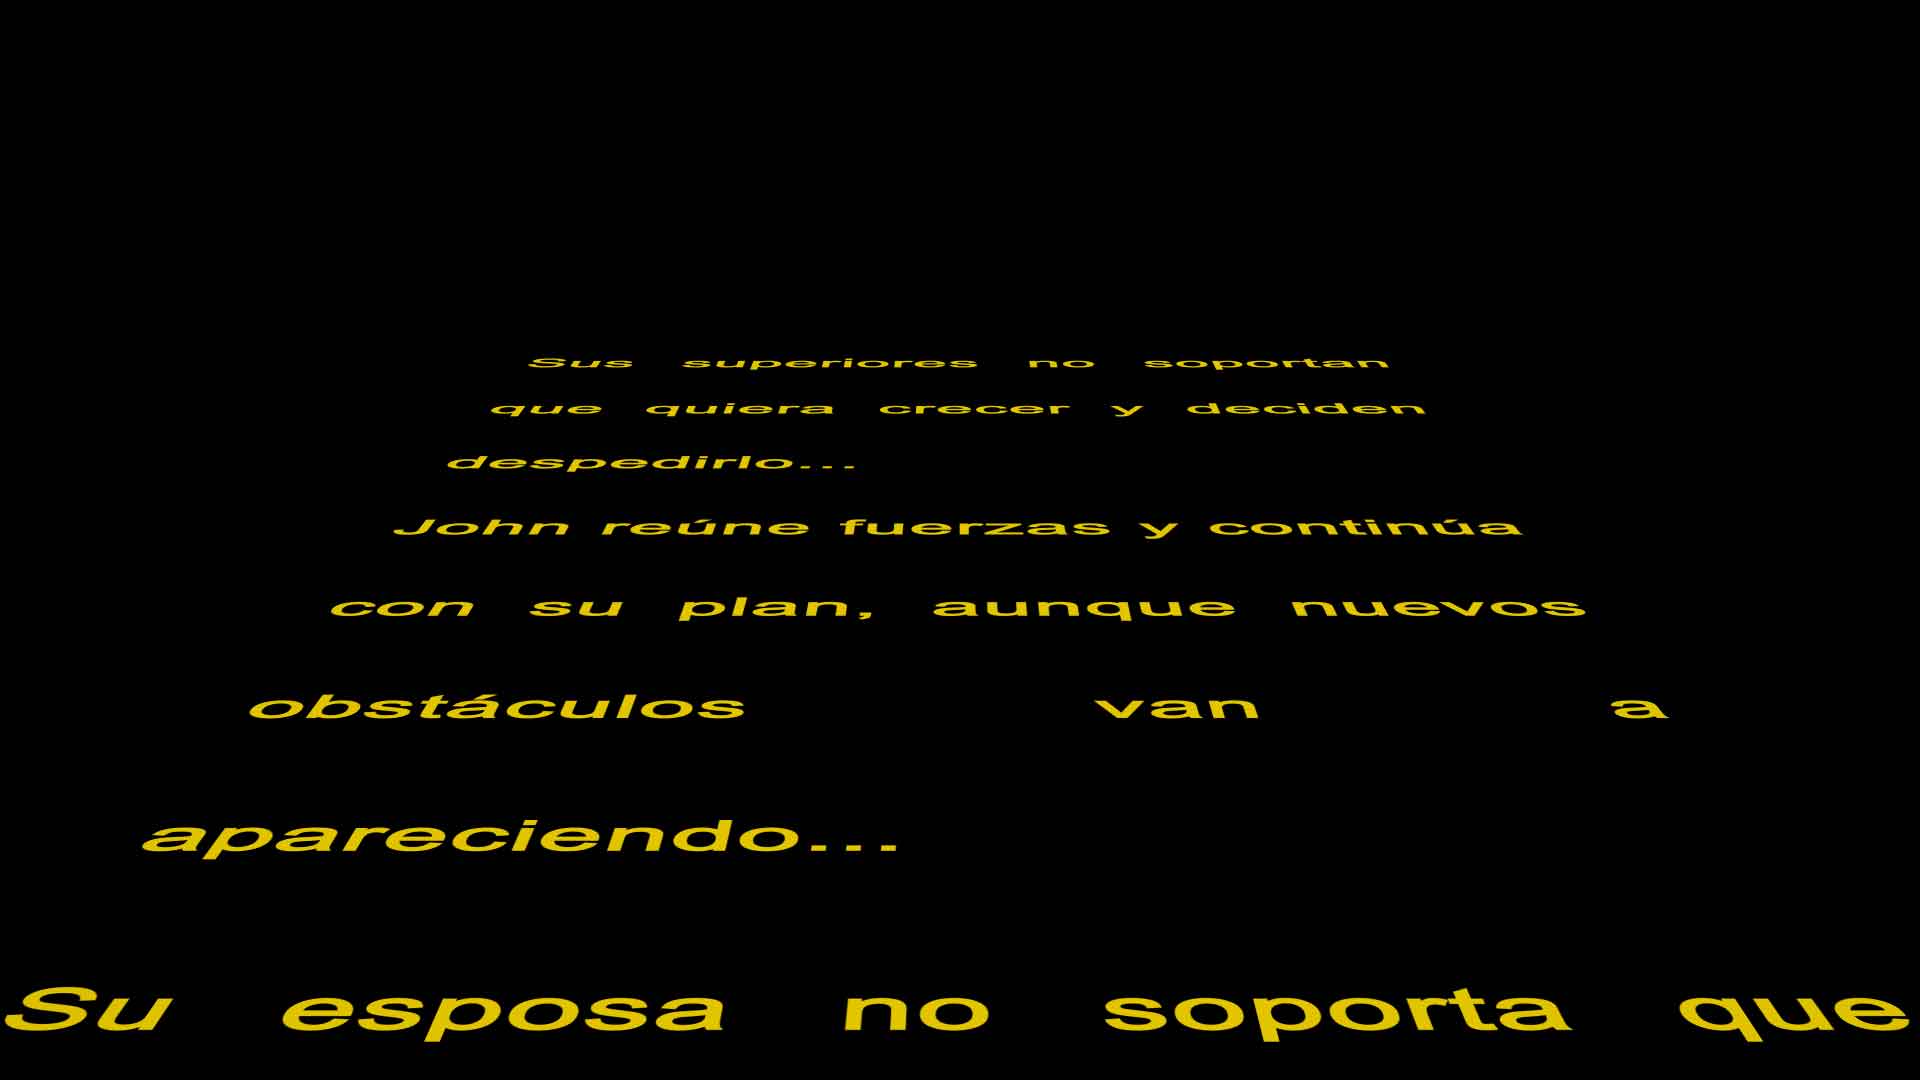 Sus superiores no soportan
que quiera crecer y deciden
despedirlo...
John reúne fuerzas y continúa
con su plan, aunque nuevos
obstáculos van a
apareciendo...
Su esposa no soporta que